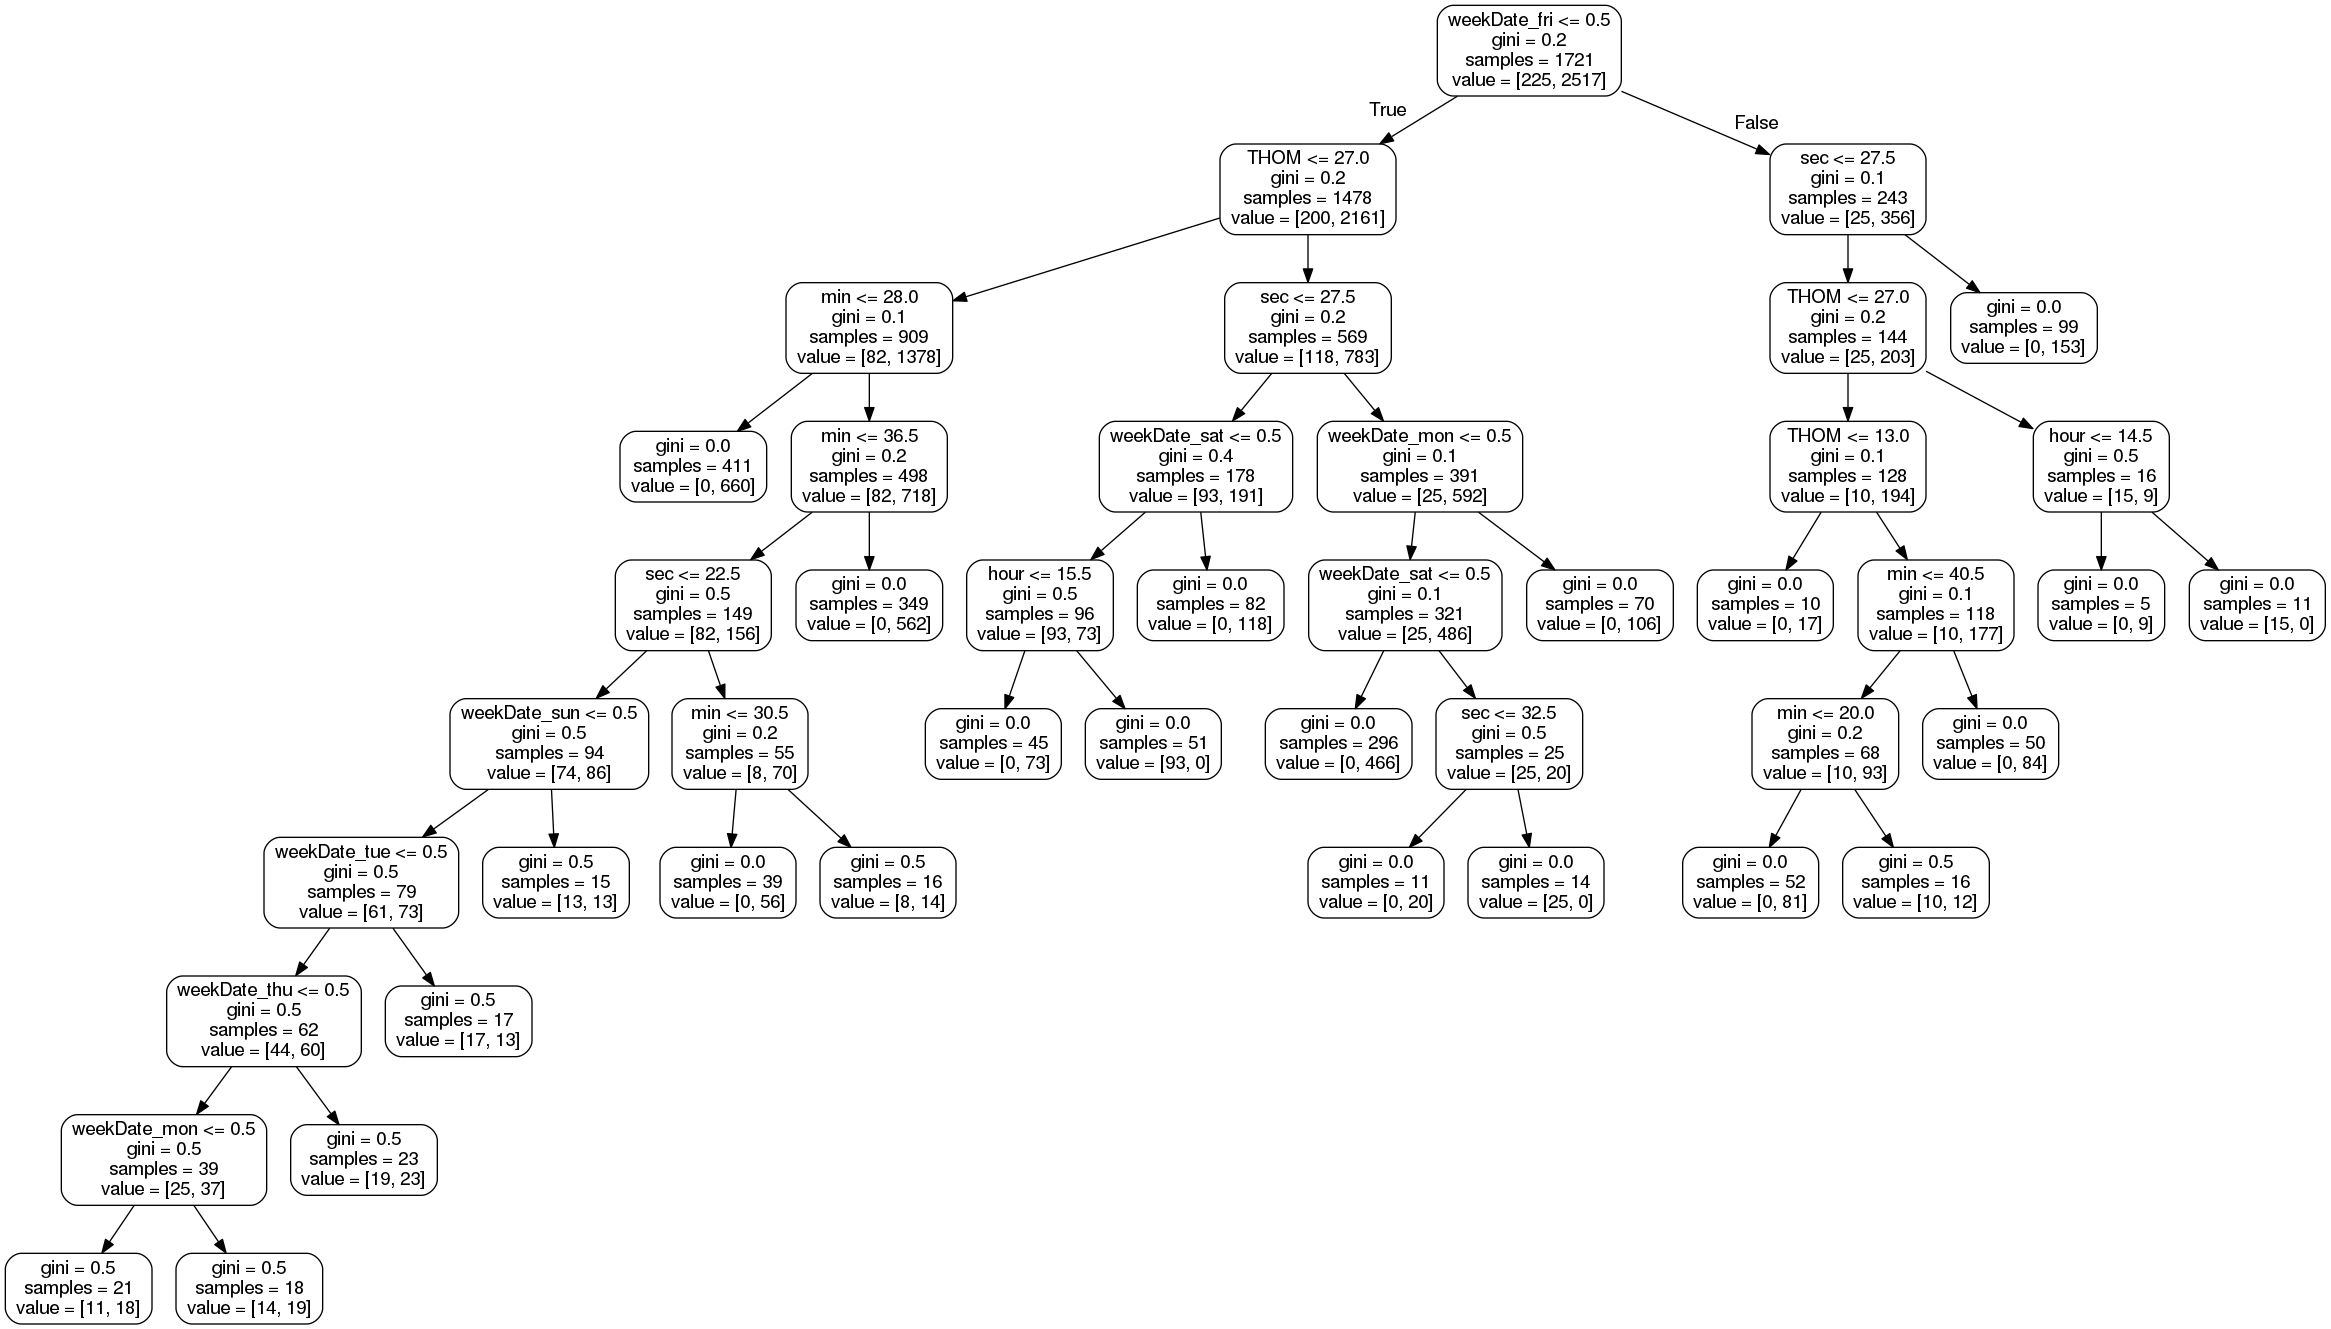 weekDate_fri <= 0.5
gini = 0.2
samples = 1721
value = [225, 2517]
True
False
THOM <= 27.0
gini = 0.2
samples = 1478
value = [200, 2161]
sec <= 27.5
gini = 0.1
samples = 243
value = [25, 356]
min <= 28.0
gini = 0.1
samples = 909
value = [82, 1378]
sec <= 27.5
gini = 0.2
samples = 569
value = [118, 783]
THOM <= 27.0
gini = 0.2
samples = 144
value = [25, 203]
gini = 0.0
samples = 99
value = [0, 153]
gini = 0.0
samples = 411
value = [0, 660]
min <= 36.5
gini = 0.2
samples = 498
value = [82, 718]
weekDate_sat <= 0.5
gini = 0.4
samples = 178
value = [93, 191]
weekDate_mon <= 0.5
gini = 0.1
samples = 391
value = [25, 592]
THOM <= 13.0
gini = 0.1
samples = 128
value = [10, 194]
hour <= 14.5
gini = 0.5
samples = 16
value = [15, 9]
sec <= 22.5
gini = 0.5
samples = 149
value = [82, 156]
gini = 0.0
samples = 349
value = [0, 562]
hour <= 15.5
gini = 0.5
samples = 96
value = [93, 73]
gini = 0.0
samples = 82
value = [0, 118]
weekDate_sat <= 0.5
gini = 0.1
samples = 321
value = [25, 486]
gini = 0.0
samples = 70
value = [0, 106]
gini = 0.0
samples = 10
value = [0, 17]
min <= 40.5
gini = 0.1
samples = 118
value = [10, 177]
gini = 0.0
samples = 5
value = [0, 9]
gini = 0.0
samples = 11
value = [15, 0]
weekDate_sun <= 0.5
gini = 0.5
samples = 94
value = [74, 86]
min <= 30.5
gini = 0.2
samples = 55
value = [8, 70]
gini = 0.0
samples = 45
value = [0, 73]
gini = 0.0
samples = 51
value = [93, 0]
gini = 0.0
samples = 296
value = [0, 466]
sec <= 32.5
gini = 0.5
samples = 25
value = [25, 20]
min <= 20.0
gini = 0.2
samples = 68
value = [10, 93]
gini = 0.0
samples = 50
value = [0, 84]
weekDate_tue <= 0.5
gini = 0.5
samples = 79
value = [61, 73]
gini = 0.5
samples = 15
value = [13, 13]
gini = 0.0
samples = 39
value = [0, 56]
gini = 0.5
samples = 16
value = [8, 14]
gini = 0.0
samples = 11
value = [0, 20]
gini = 0.0
samples = 14
value = [25, 0]
gini = 0.0
samples = 52
value = [0, 81]
gini = 0.5
samples = 16
value = [10, 12]
weekDate_thu <= 0.5
gini = 0.5
samples = 62
value = [44, 60]
gini = 0.5
samples = 17
value = [17, 13]
weekDate_mon <= 0.5
gini = 0.5
samples = 39
value = [25, 37]
gini = 0.5
samples = 23
value = [19, 23]
gini = 0.5
samples = 21
value = [11, 18]
gini = 0.5
samples = 18
value = [14, 19]